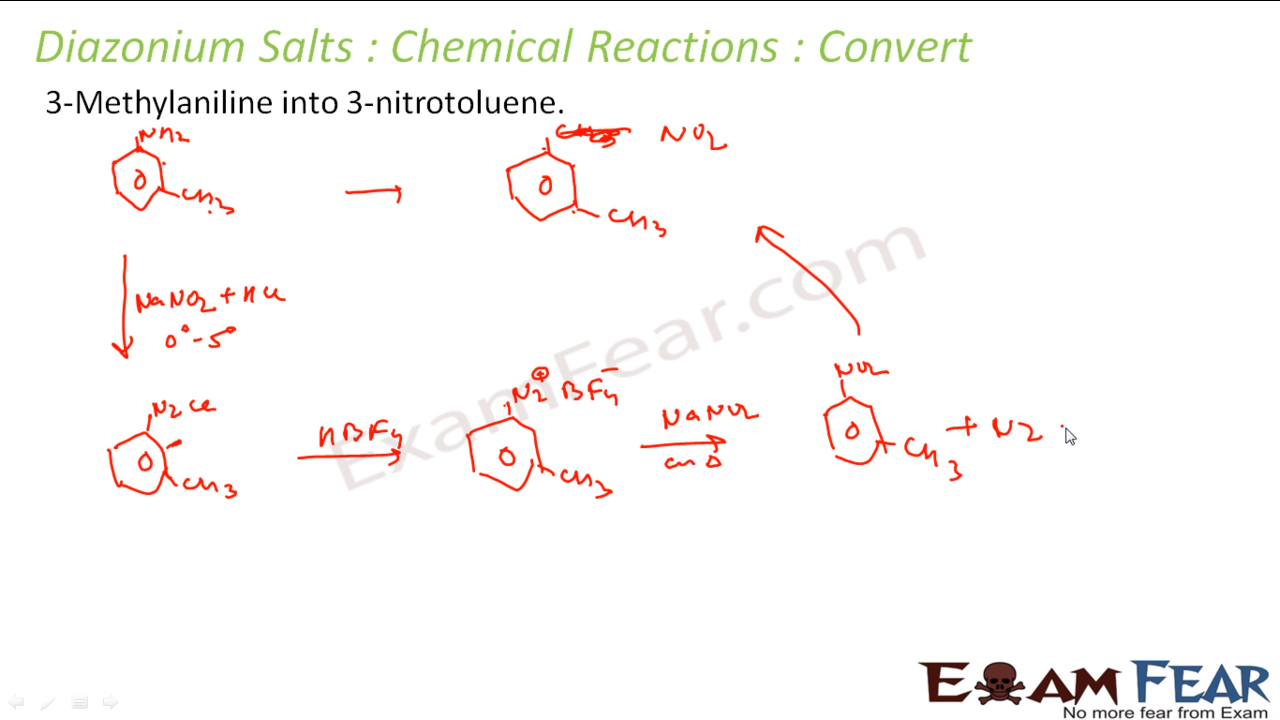 Diazonium Salts : Chemical Reactions : Convert
3-Methylaniline into 3-nitrotoluene.
NH2
CH3
NO2
CH3
NaNO2 + HCl
0° - 5°
N2Cl
CH3
HBF4
N2⊕ BF4−
CH3
NaNO2
Cu Δ
NO2
CH3 + N2
ExamFear.com
EXAM FEAR
No more fear from Exam